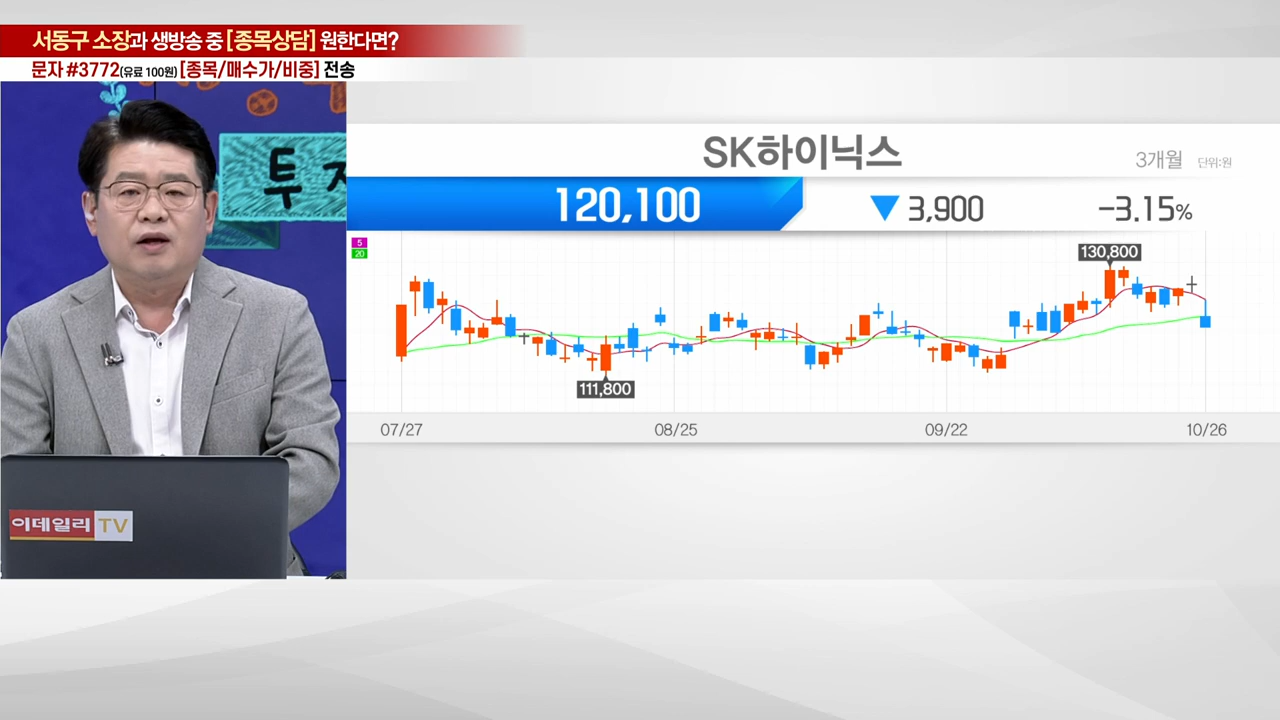 서동구 소장과 생방송 중 [종목상담] 원한다면?
문자 #3772(유료 100원) [종목/매수가/비중] 전송
투
SK하이닉스
3개월 단위:원
120,100 ▼ 3,900 -3.15%
5
20
130,800
111,800
07/27 08/25 09/22 10/26
이데일리 TV